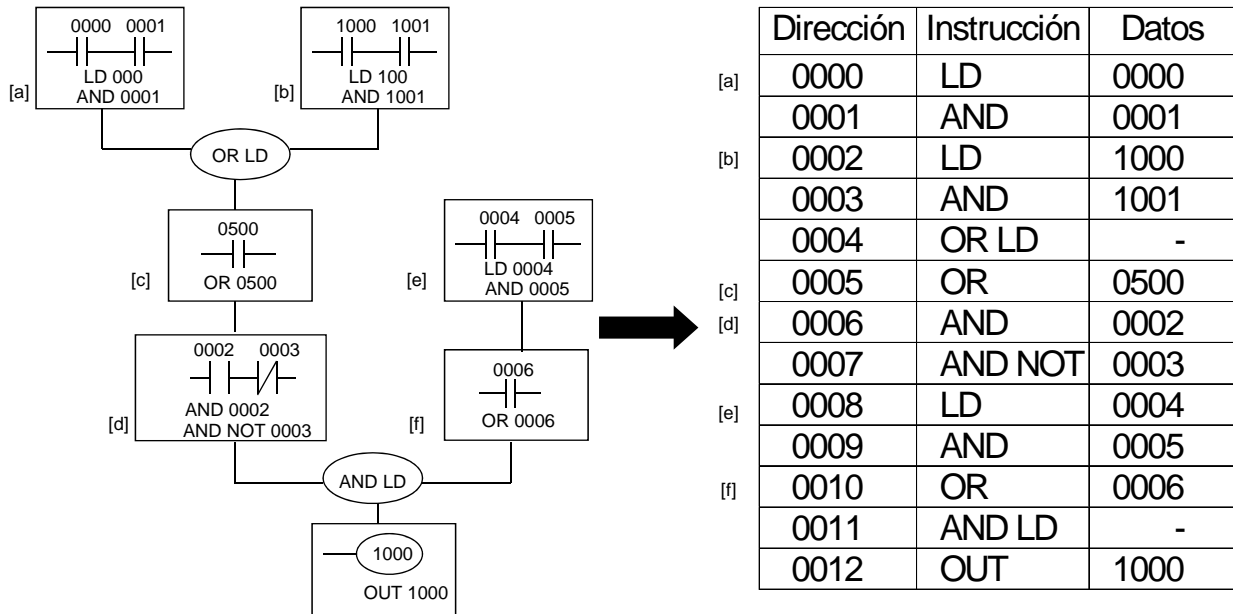 0000 0001
LD 000
AND 0001
[a]
1000 1001
LD 100
AND 1001
[b]
OR LD
0500
OR 0500
[c]
0004 0005
LD 0004
AND 0005
[e]
0002 0003
AND 0002
AND NOT 0003
[d]
0006
OR 0006
[f]
AND LD
1000
OUT 1000
Dirección Instrucción Datos
[a] 0000 LD 0000
0001 AND 0001
[b] 0002 LD 1000
0003 AND 1001
0004 OR LD -
[c] 0005 OR 0500
[d] 0006 AND 0002
0007 AND NOT 0003
[e] 0008 LD 0004
0009 AND 0005
[f] 0010 OR 0006
0011 AND LD -
0012 OUT 1000